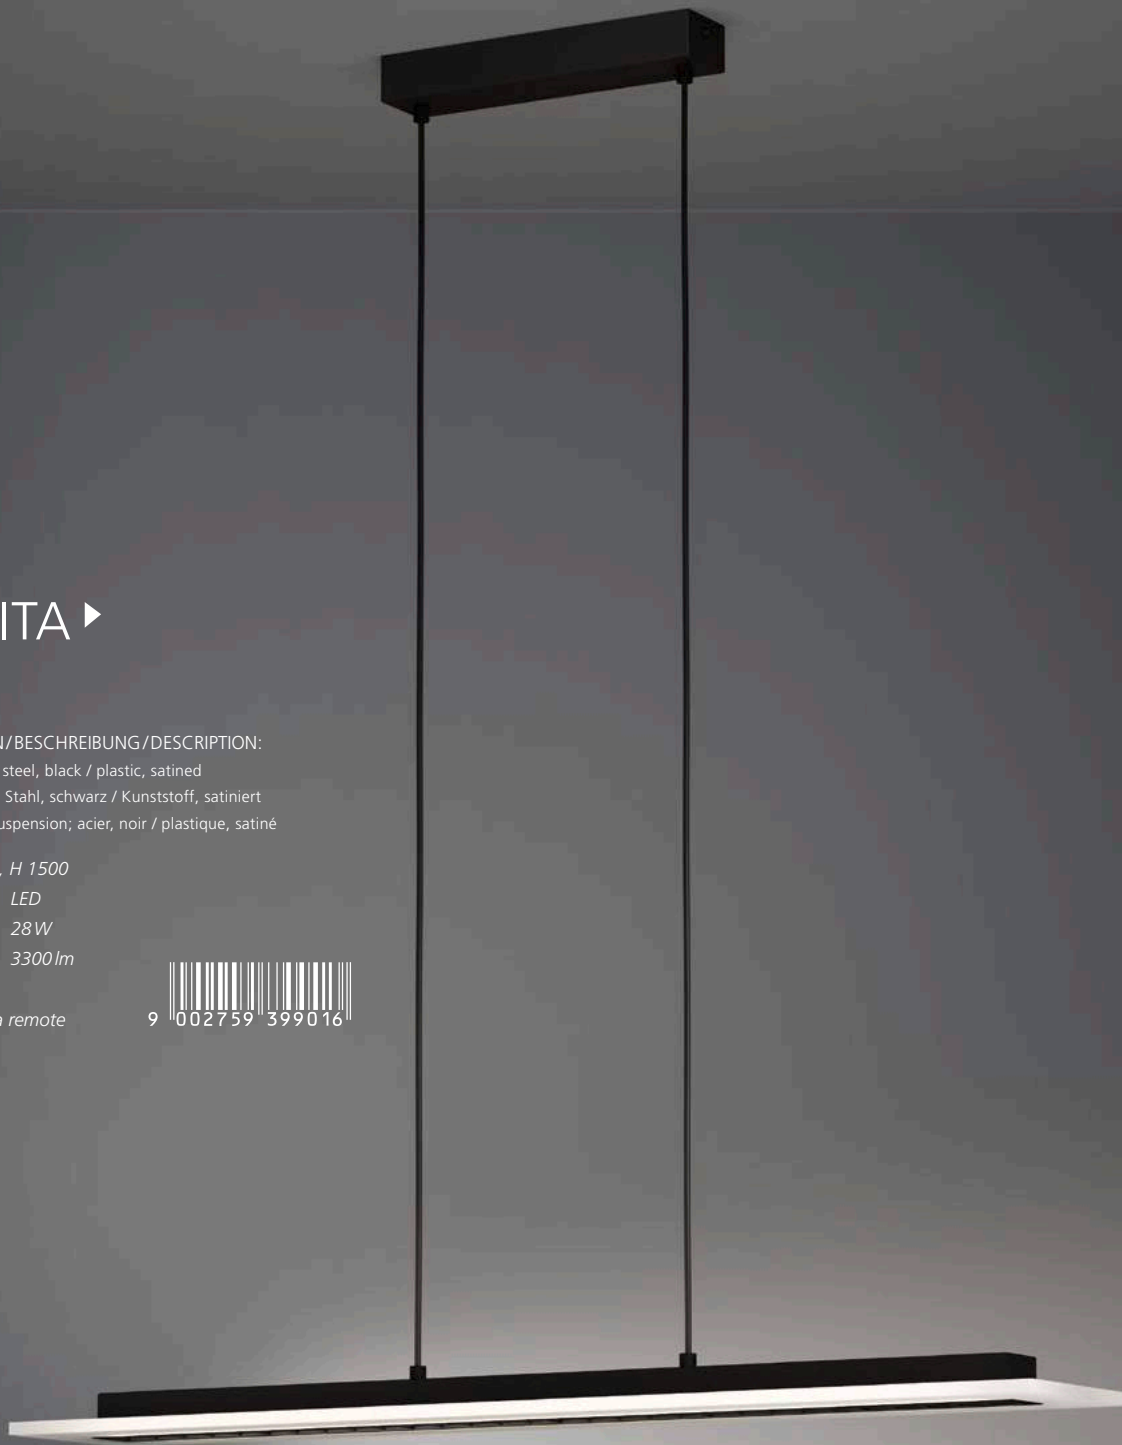 ITA
N/BESCHREIBUNG/DESCRIPTION:
steel, black / plastic, satined
Stahl, schwarz / Kunststoff, satiniert
uspension; acier, noir / plastique, satiné
, H 1500
LED
28W
3300lm
a remote
9 002759 399016